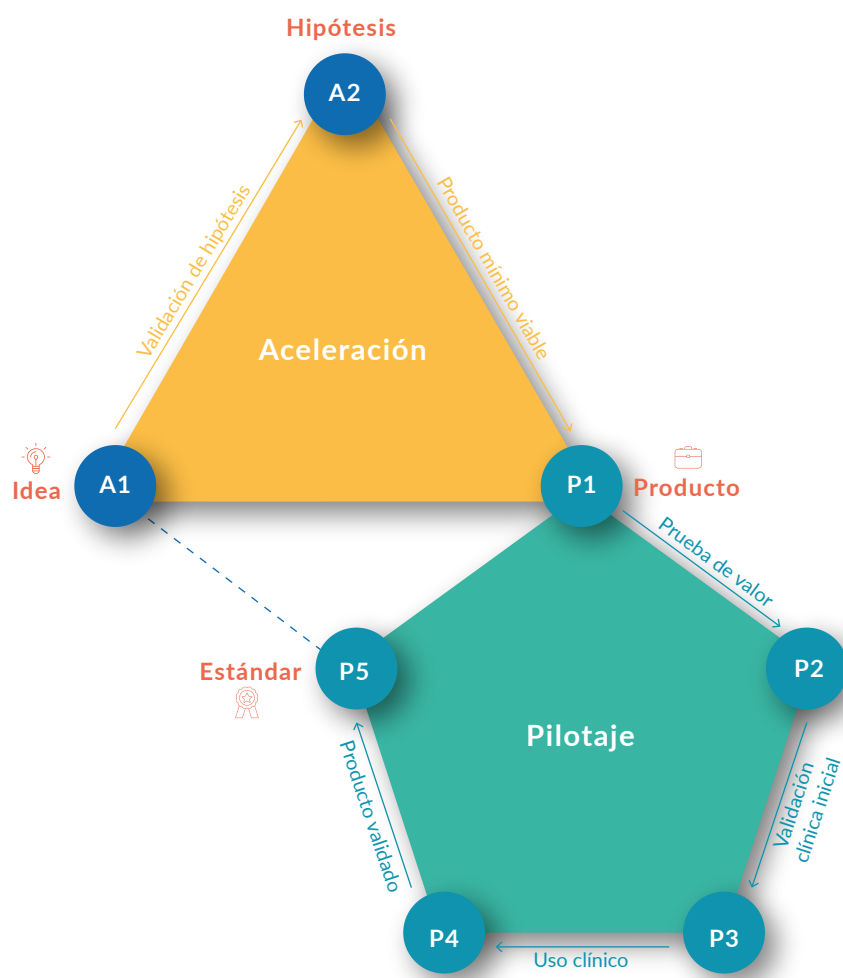 Hipótesis
A2
Validación de hipótesis
Producto mínimo viable
Aceleración
Idea
A1
P1
Producto
Prueba de valor
Estándar
P5
P2
Pilotaje
Producto validado
Validación
clínica inicial
P4
P3
Uso clínico